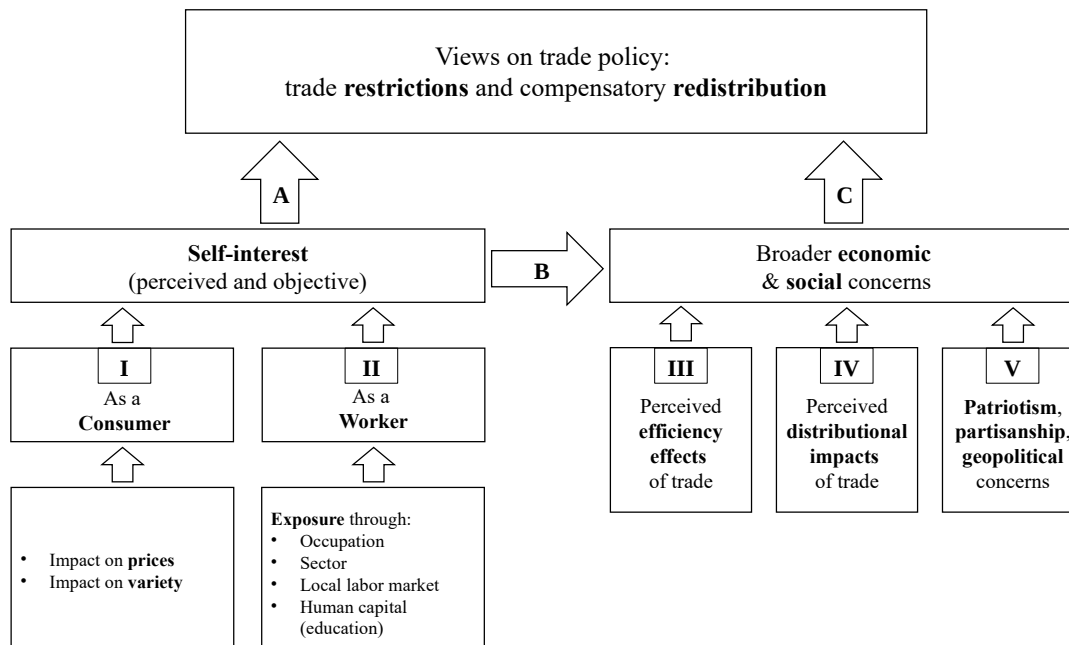 Views on trade policy:
trade restrictions and compensatory redistribution
A
C
Self-interest
(perceived and objective)
B
Broader economic
& social concerns
I
As a
Consumer
II
As a
Worker
III
Perceived
efficiency
effects
of trade
IV
Perceived
distributional
impacts
of trade
V
Patriotism,
partisanship,
geopolitical
concerns
• Impact on prices
• Impact on variety
Exposure through:
• Occupation
• Sector
• Local labor market
• Human capital
(education)